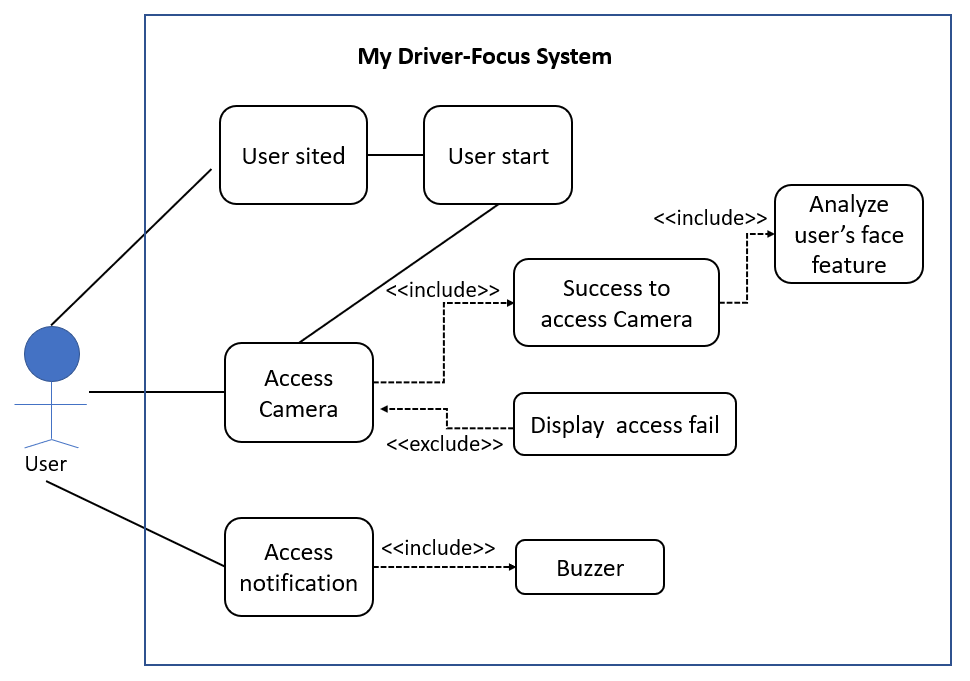 My Driver-Focus System
User sited
User start
Analyze
user’s face
feature
<<include>>
<<include>>
Success to
access Camera
Access
Camera
Display access fail
<<exclude>>
User
Access
notification
<<include>>
Buzzer